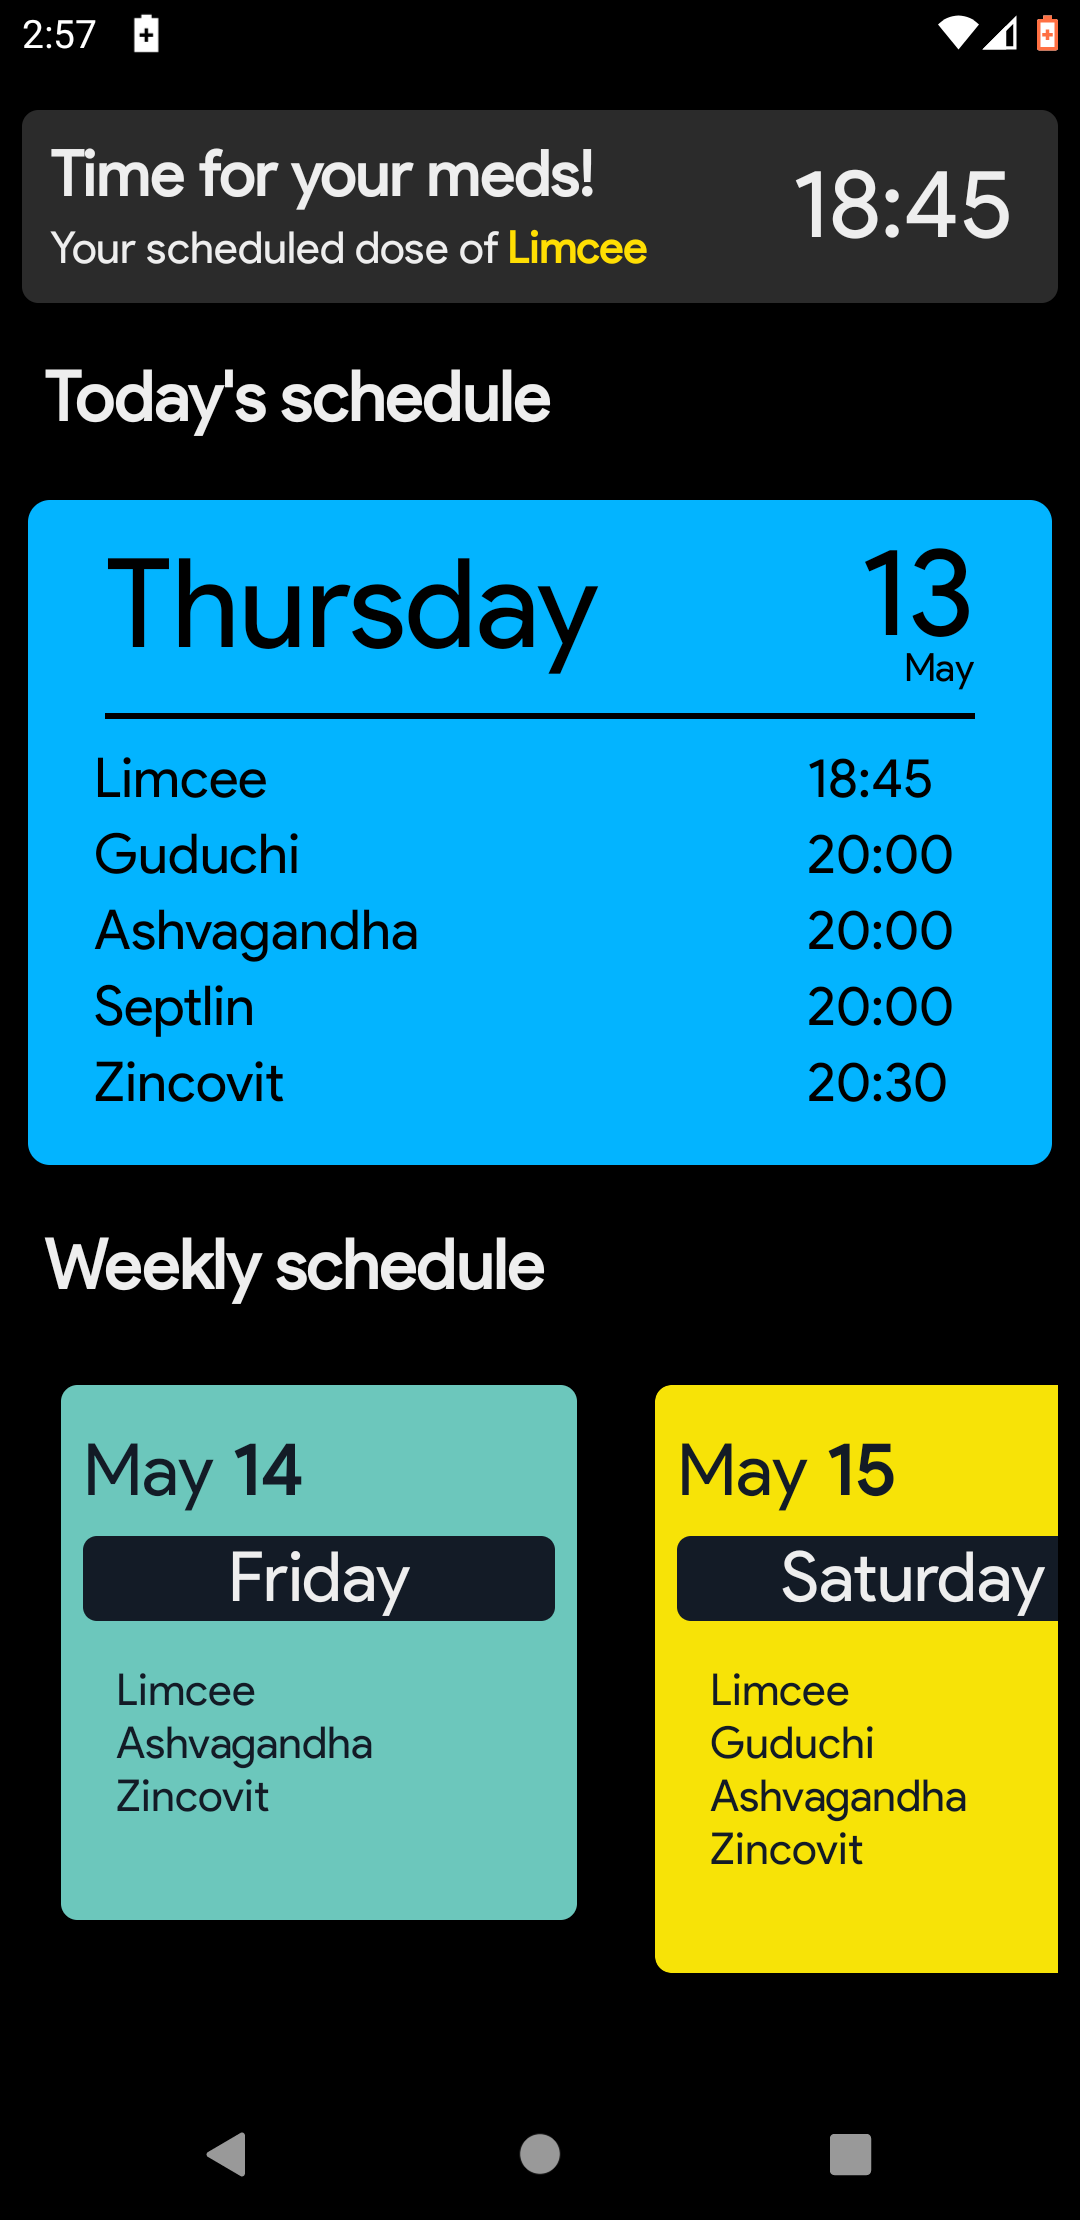 2:57
Time for your meds!
Your scheduled dose of Limcee
18:45
Today's schedule
Thursday
13
May
Limcee 18:45
Guduchi 20:00
Ashvagandha 20:00
Septlin 20:00
Zincovit 20:30
Weekly schedule
May 14
Friday
Limcee
Ashvagandha
Zincovit
May 15
Saturday
Limcee
Guduchi
Ashvagandha
Zincovit